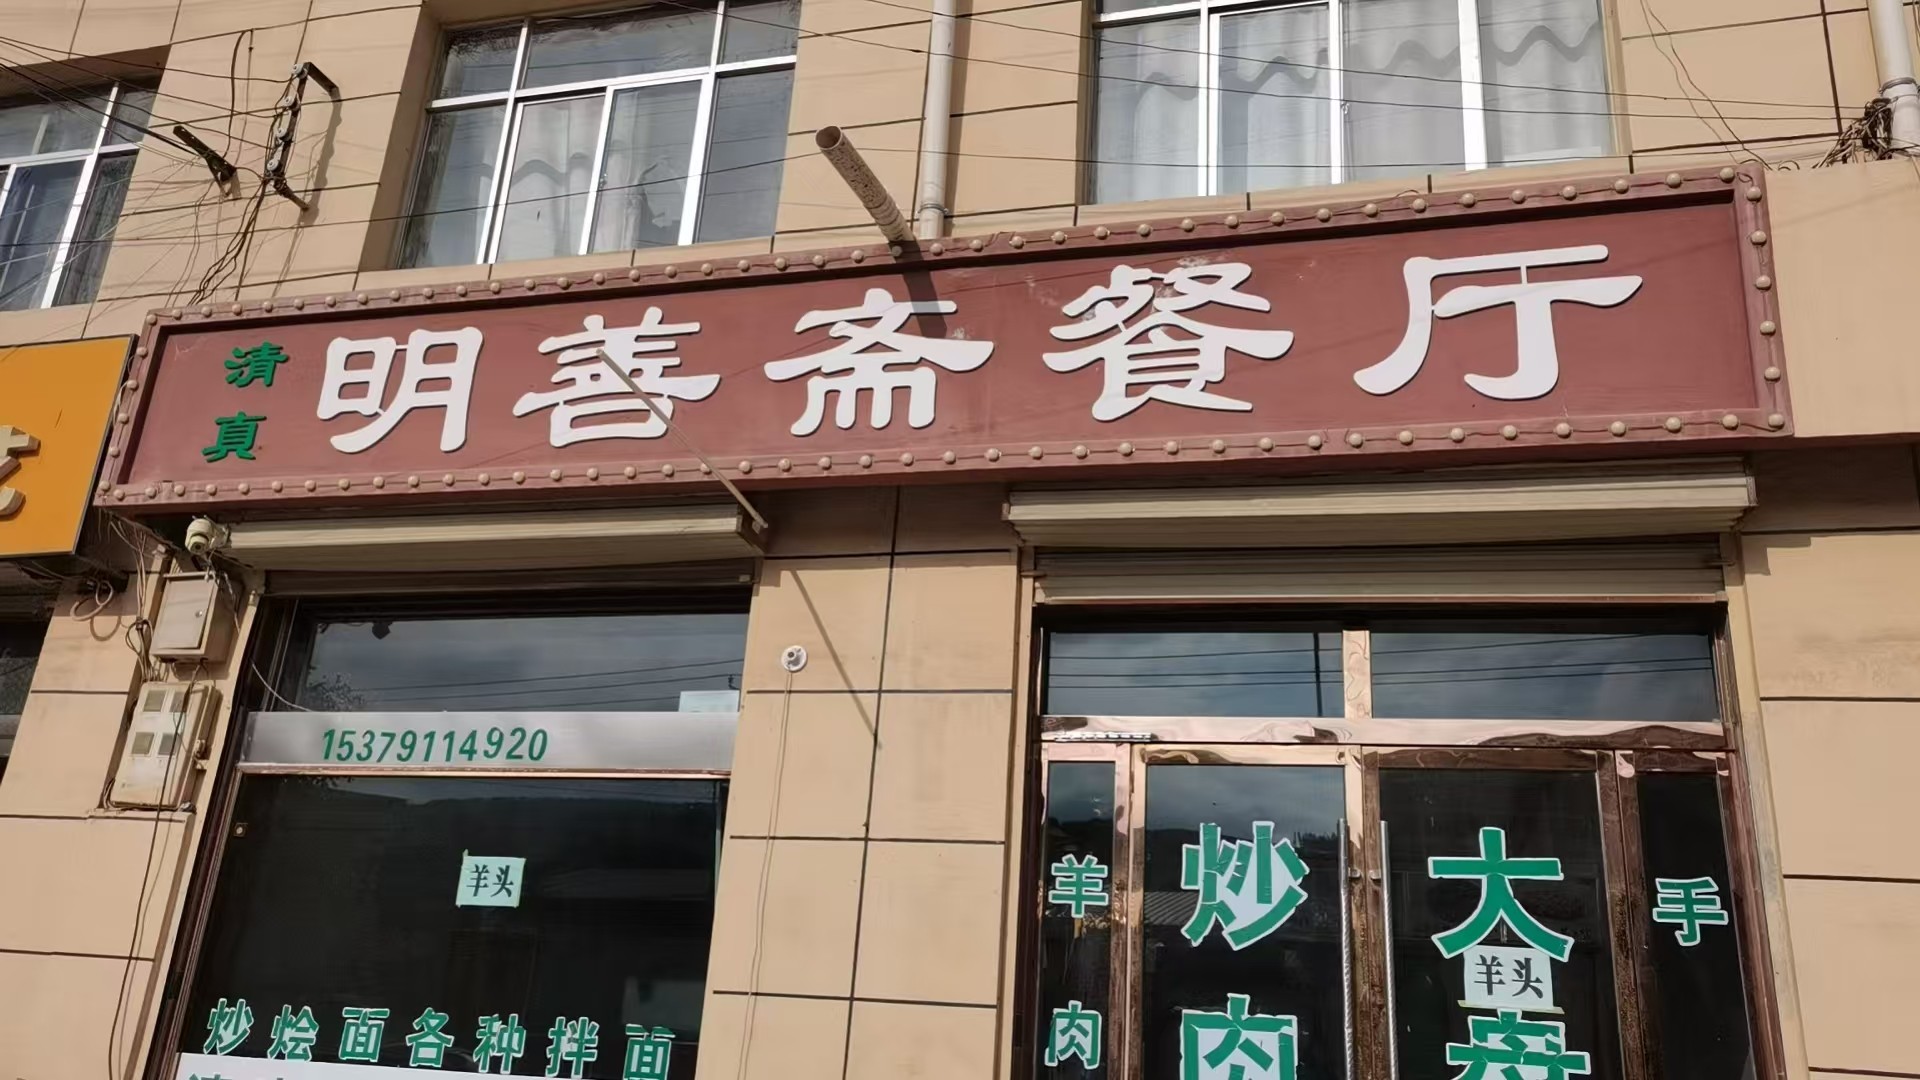 清真
明善斋餐厅
15379114920
羊头
炒烩面各种拌面
羊肉
炒肉
大
羊头
手